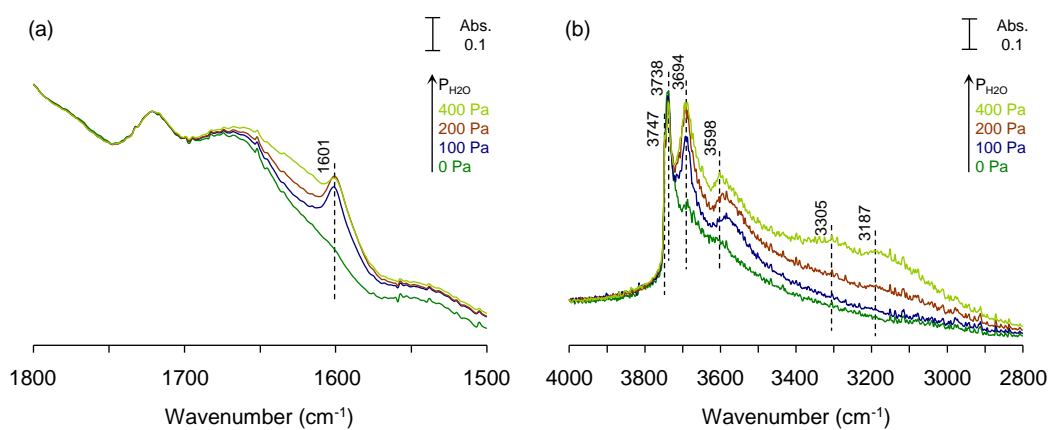 (a)
Abs.
0.1
P_H2O
400 Pa
200 Pa
100 Pa
0 Pa
1601
1800
1700
1600
1500
Wavenumber (cm⁻¹)
(b)
Abs.
0.1
P_H2O
400 Pa
200 Pa
100 Pa
0 Pa
3747
3738
3694
3598
3305
3187
4000
3800
3600
3400
3200
3000
2800
Wavenumber (cm⁻¹)